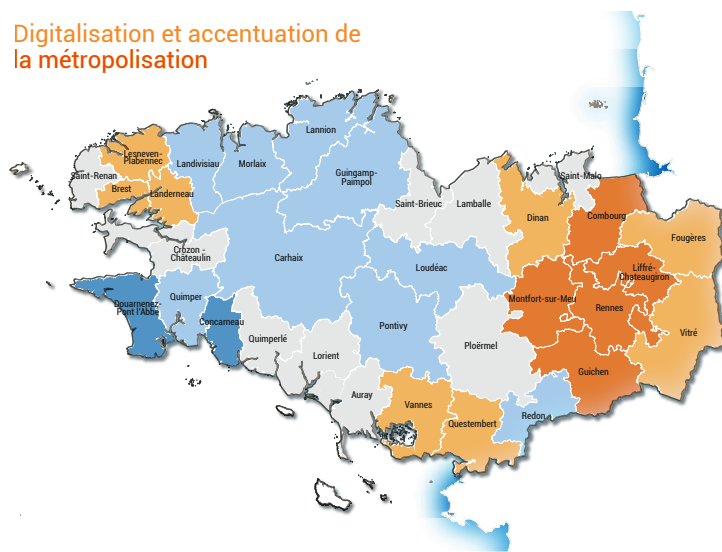 Digitalisation et accentuation de
la métropolisation
Lannion
Lesneven-
Plabennec
Landivisiau
Morlaix
Guingamp-
Paimpol
Saint-Renan
Brest
Landerneau
Saint-Malo
Saint-Brieuc
Lamballe
Dinan
Combourg
Fougères
Crozon -
Châteaulin
Carhaix
Loudéac
Liffré-
Chateaugiron
Douarnenez-
Pont l'Abbé
Quimper
Montfort-sur-Meu
Rennes
Concarneau
Pontivy
Vitré
Quimperlé
Ploërmel
Lorient
Guichen
Auray
Vannes
Redon
Questembert